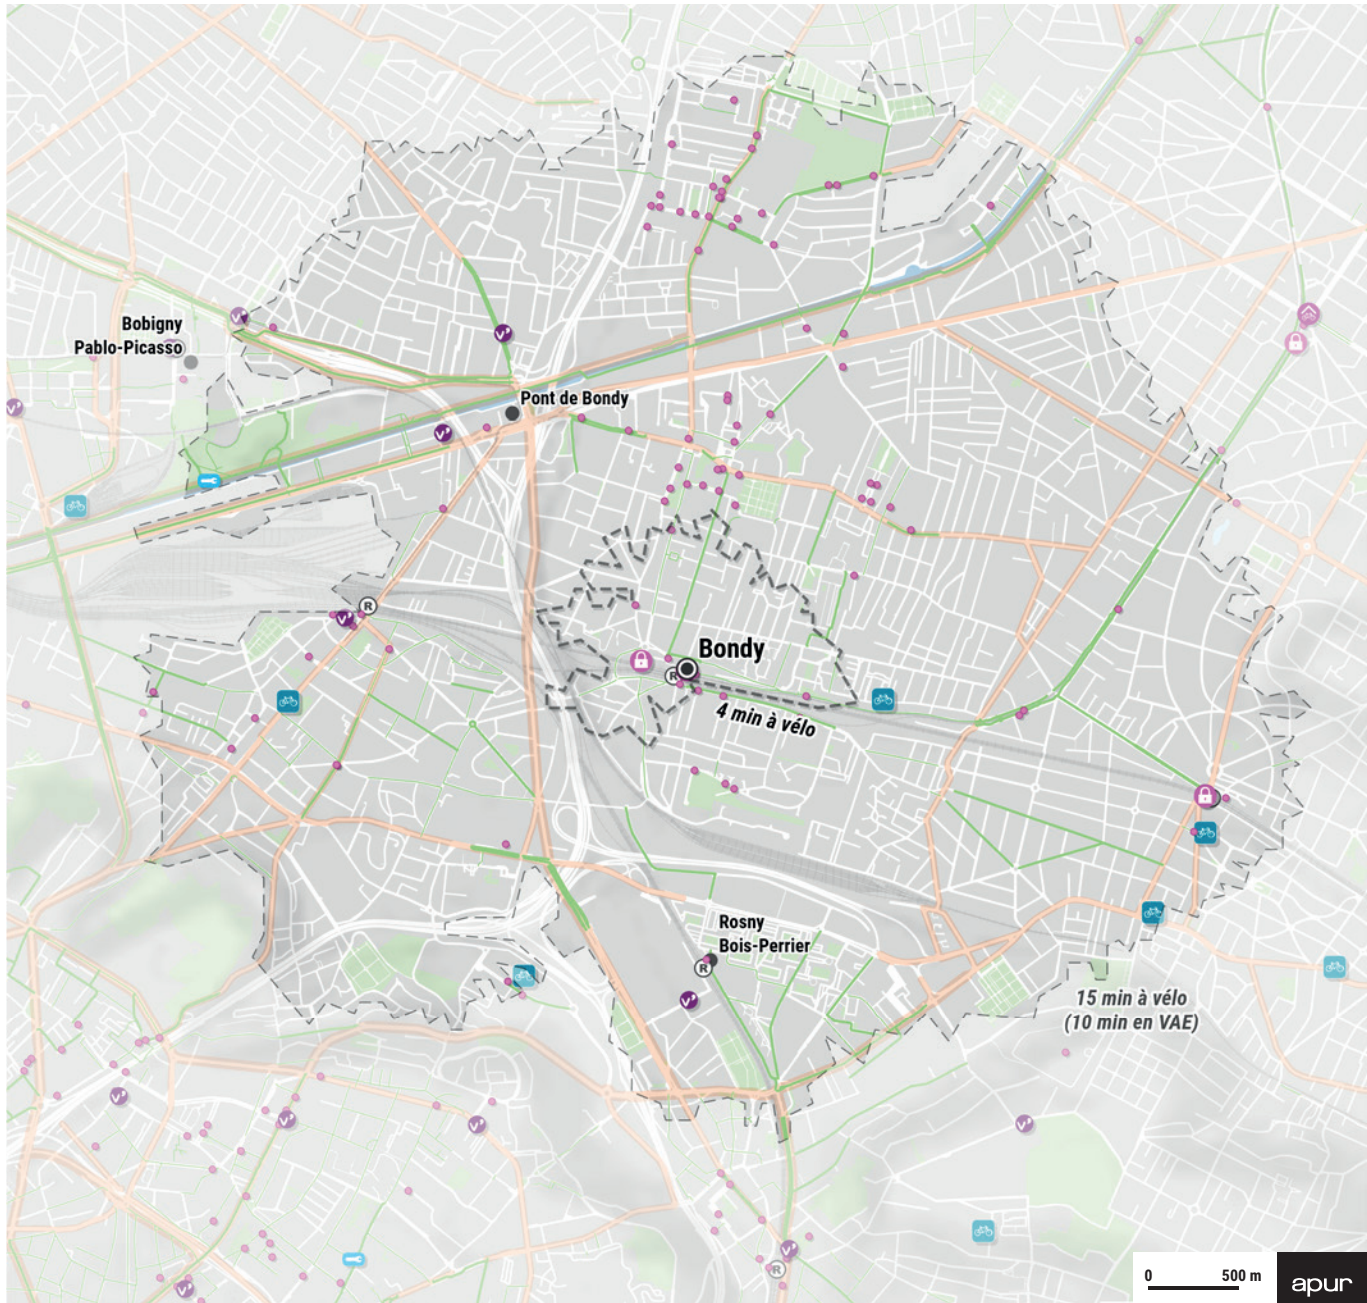 Bobigny
Pablo-Picasso
V'
V'
V'
Pont de Bondy
V'
R
V'
Bondy
R
4 min à vélo
Rosny
Bois-Perrier
R
V'
15 min à vélo
(10 min en VAE)
V'
V'
V'
V'
V'
R
V'
0 500 m
apur